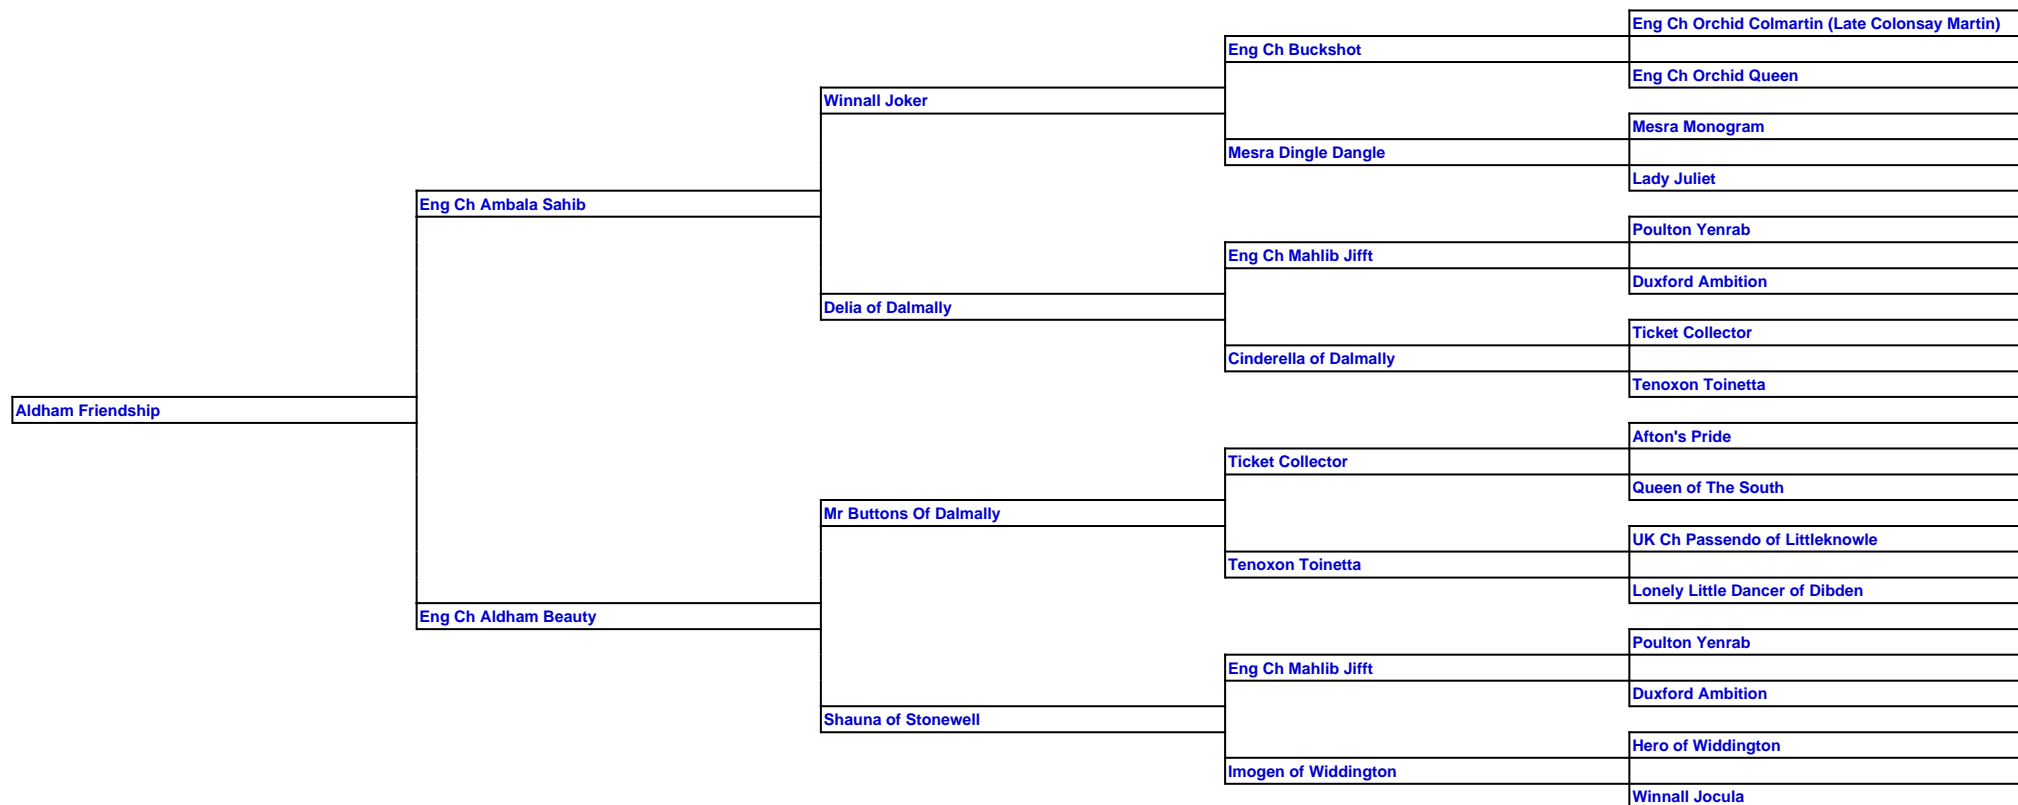 Eng Ch Orchid Colmartin (Late Colonsay Martin)
Eng Ch Buckshot
Eng Ch Orchid Queen
Winnall Joker
Mesra Monogram
Mesra Dingle Dangle
Lady Juliet
Eng Ch Ambala Sahib
Poulton Yenrab
Eng Ch Mahlib Jifft
Duxford Ambition
Delia of Dalmally
Ticket Collector
Cinderella of Dalmally
Tenoxon Toinetta
Aldham Friendship
Afton's Pride
Ticket Collector
Queen of The South
Mr Buttons Of Dalmally
UK Ch Passendo of Littleknowle
Tenoxon Toinetta
Lonely Little Dancer of Dibden
Eng Ch Aldham Beauty
Poulton Yenrab
Eng Ch Mahlib Jifft
Duxford Ambition
Shauna of Stonewell
Hero of Widdington
Imogen of Widdington
Winnall Jocula